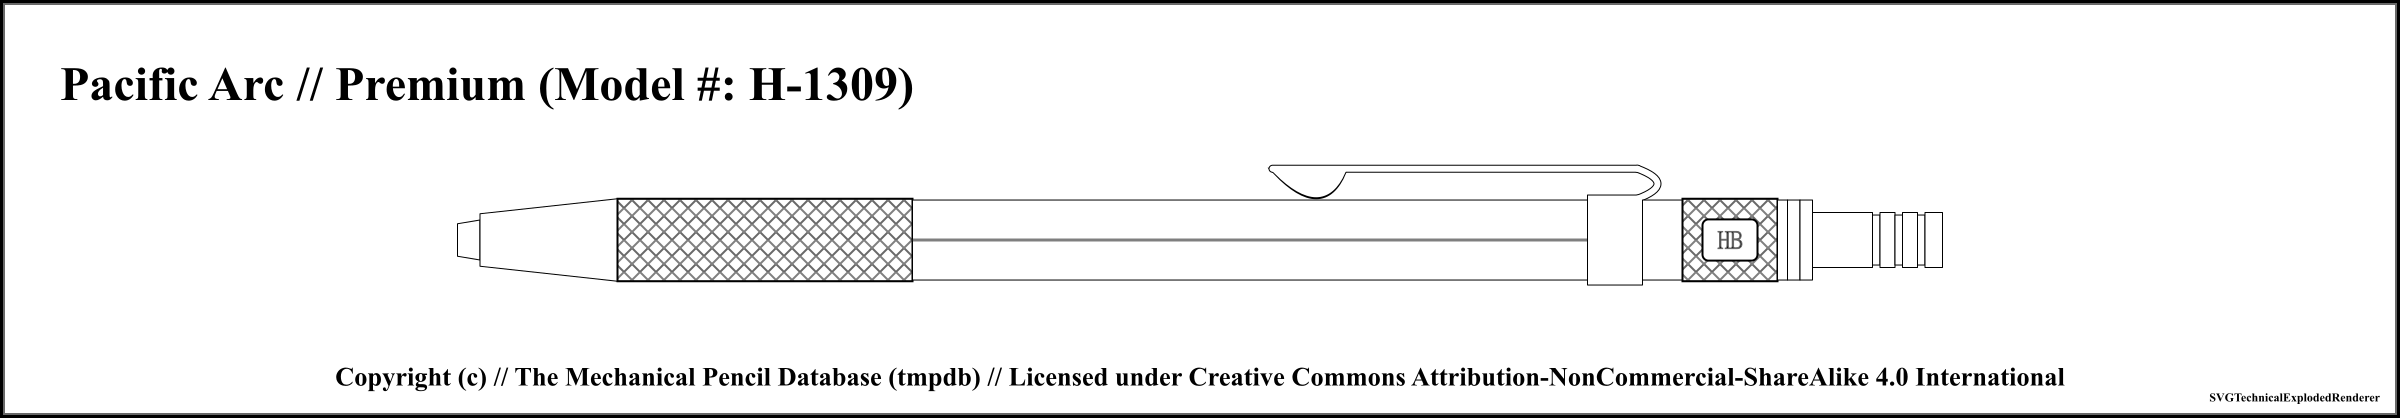 Pacific Arc // Premium (Model #: H-1309)
HB
Copyright (c) // The Mechanical Pencil Database (tmpdb) // Licensed under Creative Commons Attribution-NonCommercial-ShareAlike 4.0 International
SVGTechnicalExplodedRenderer